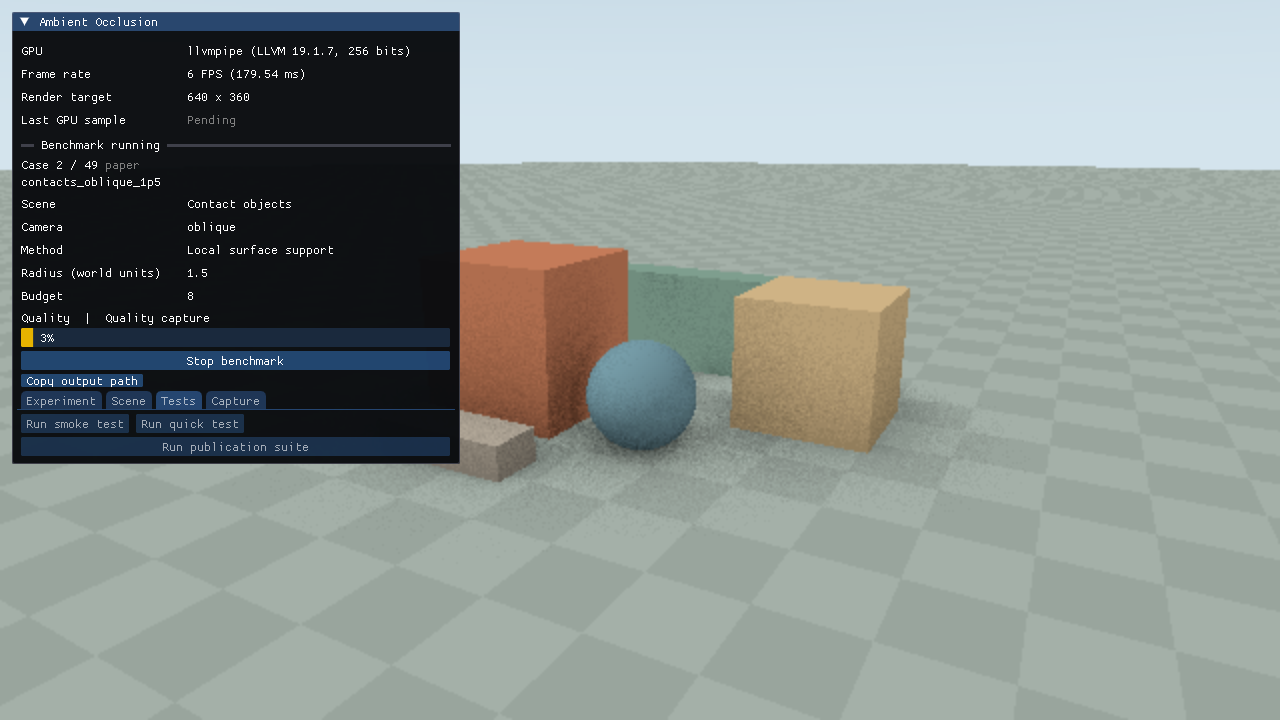 ▼ Ambient Occlusion
GPU llvmpipe (LLVM 19.1.7, 256 bits)
Frame rate 6 FPS (179.54 ms)
Render target 640 x 360
Last GPU sample Pending
Benchmark running
Case 2 / 49 paper
contacts_oblique_1p5
Scene Contact objects
Camera oblique
Method Local surface support
Radius (world units) 1.5
Budget 8
Quality | Quality capture
3%
Stop benchmark
Copy output path
Experiment Scene Tests Capture
Run smoke test Run quick test
Run publication suite